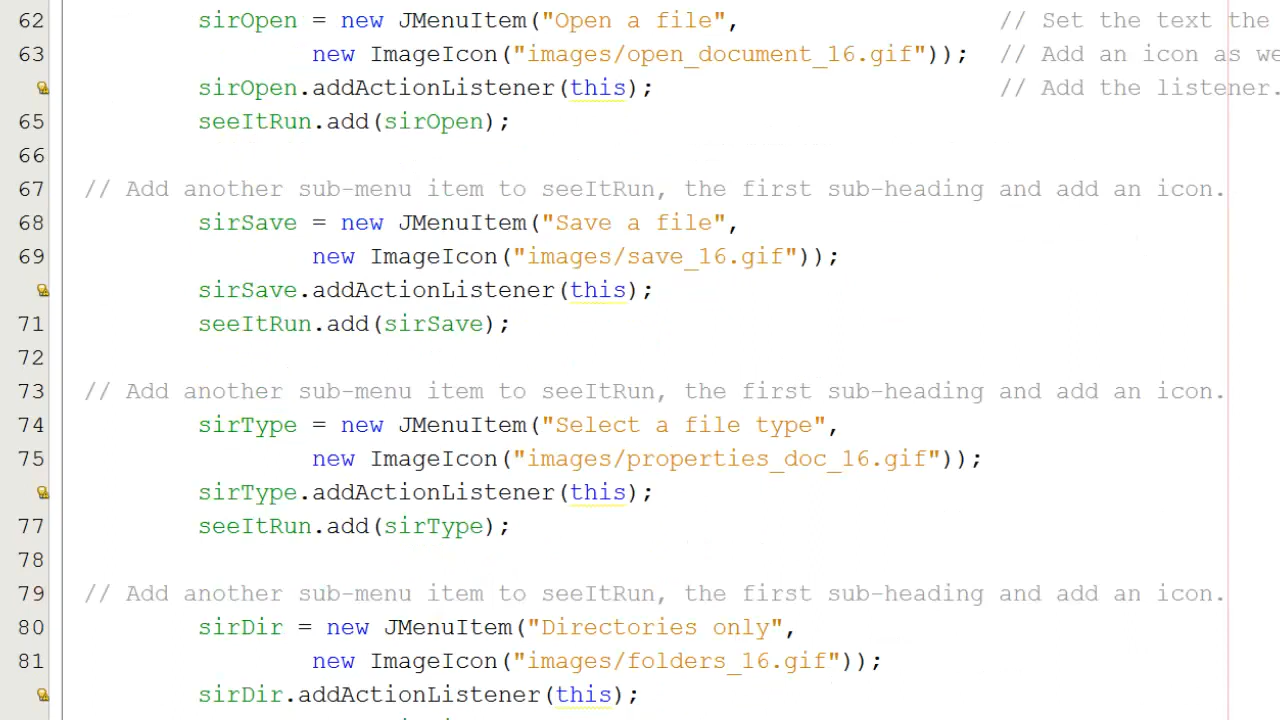 62 sirOpen = new JMenuItem("Open a file", // Set the text the
63 new ImageIcon("images/open_document_16.gif")); // Add an icon as we
sirOpen.addActionListener(this); // Add the listener.
65 seeItRun.add(sirOpen);
66
67 // Add another sub-menu item to seeItRun, the first sub-heading and add an icon.
68 sirSave = new JMenuItem("Save a file",
69 new ImageIcon("images/save_16.gif"));
sirSave.addActionListener(this);
71 seeItRun.add(sirSave);
72
73 // Add another sub-menu item to seeItRun, the first sub-heading and add an icon.
74 sirType = new JMenuItem("Select a file type",
75 new ImageIcon("images/properties_doc_16.gif"));
sirType.addActionListener(this);
77 seeItRun.add(sirType);
78
79 // Add another sub-menu item to seeItRun, the first sub-heading and add an icon.
80 sirDir = new JMenuItem("Directories only",
81 new ImageIcon("images/folders_16.gif"));
sirDir.addActionListener(this);